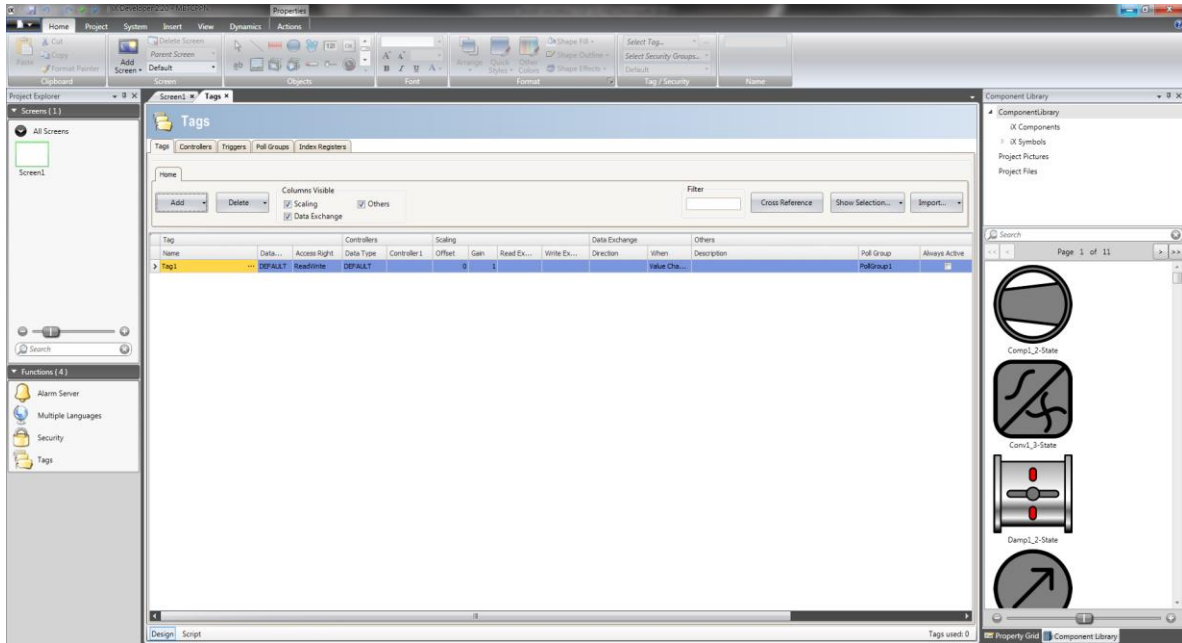 iX Developer 2.20 - METCFPN
Properties
Home Project System Insert View Dynamics Actions
Paste
Cut
Copy
Format Painter
Clipboard
Add Screen
Delete Screen
Parent Screen
Default
Screen
Objects
B I U A
Font
Arrange
Quick Styles
Other Colors
Shape Fill
Shape Outline
Shape Effects
Format
Select Tag...
Select Security Groups...
Default
Tag / Security
Name
Project Explorer
Screens (1)
All Screens
Screen1
Search
Functions (4)
Alarm Server
Multiple Languages
Security
Tags
Screen1 Tags
Tags
Tags Controllers Triggers Poll Groups Index Registers
Home
Add Delete
Columns Visible
Scaling Others
Data Exchange
Filter
Cross Reference Show Selection... Import...
Tag Controllers Scaling Data Exchange Others
Name Data... Access Right Data Type Controller1 Offset Gain Read Ex... Write Ex... Direction When Description Poll Group Always Active
Tag1 ... DEFAULT ReadWrite DEFAULT 0 1 Value Cha... PollGroup1
Design Script
Tags used: 0
Component Library
ComponentLibrary
iX Components
iX Symbols
Project Pictures
Project Files
Search
<< < Page 1 of 11 > >>
Comp1_2-State
Conv1_3-State
Damp1_2-State
Property Grid Component Library